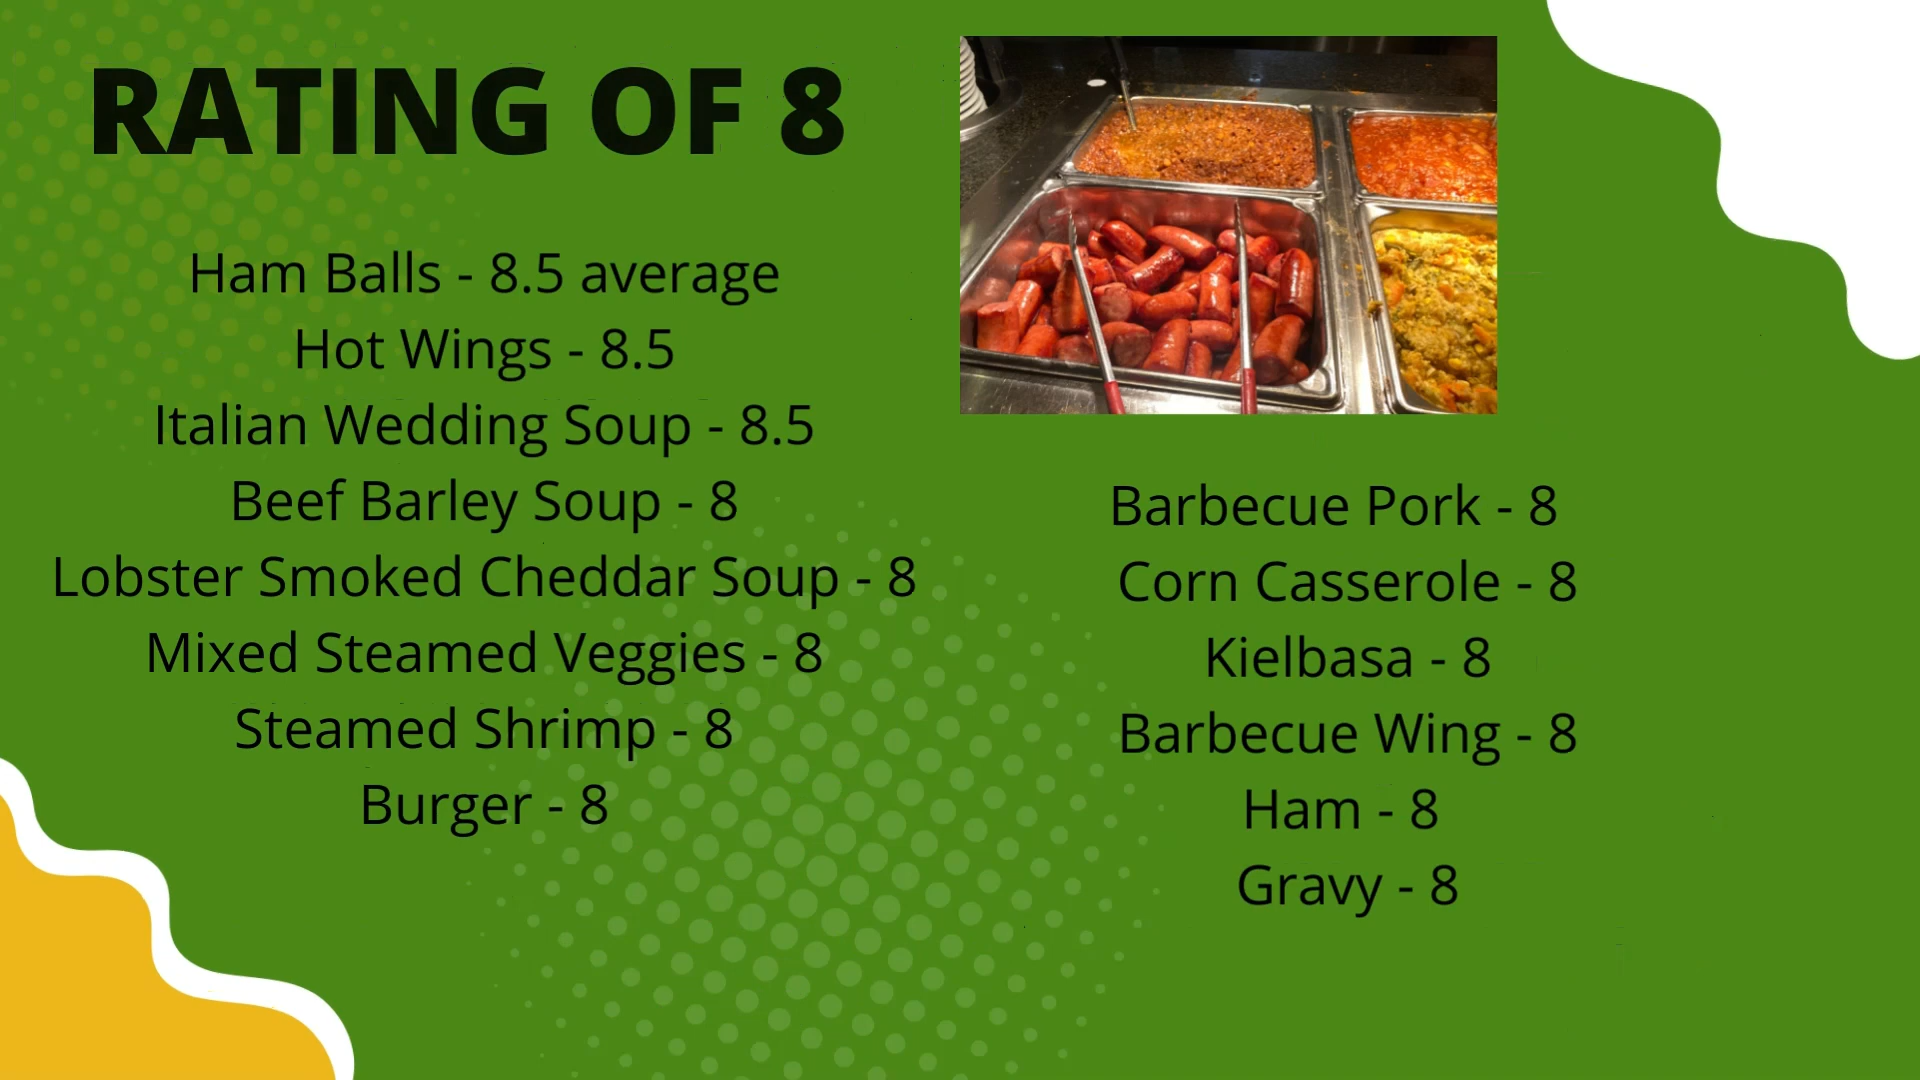 RATING OF 8
Ham Balls - 8.5 average
Hot Wings - 8.5
Italian Wedding Soup - 8.5
Beef Barley Soup - 8
Lobster Smoked Cheddar Soup - 8
Mixed Steamed Veggies - 8
Steamed Shrimp - 8
Burger - 8
Barbecue Pork - 8
Corn Casserole - 8
Kielbasa - 8
Barbecue Wing - 8
Ham - 8
Gravy - 8